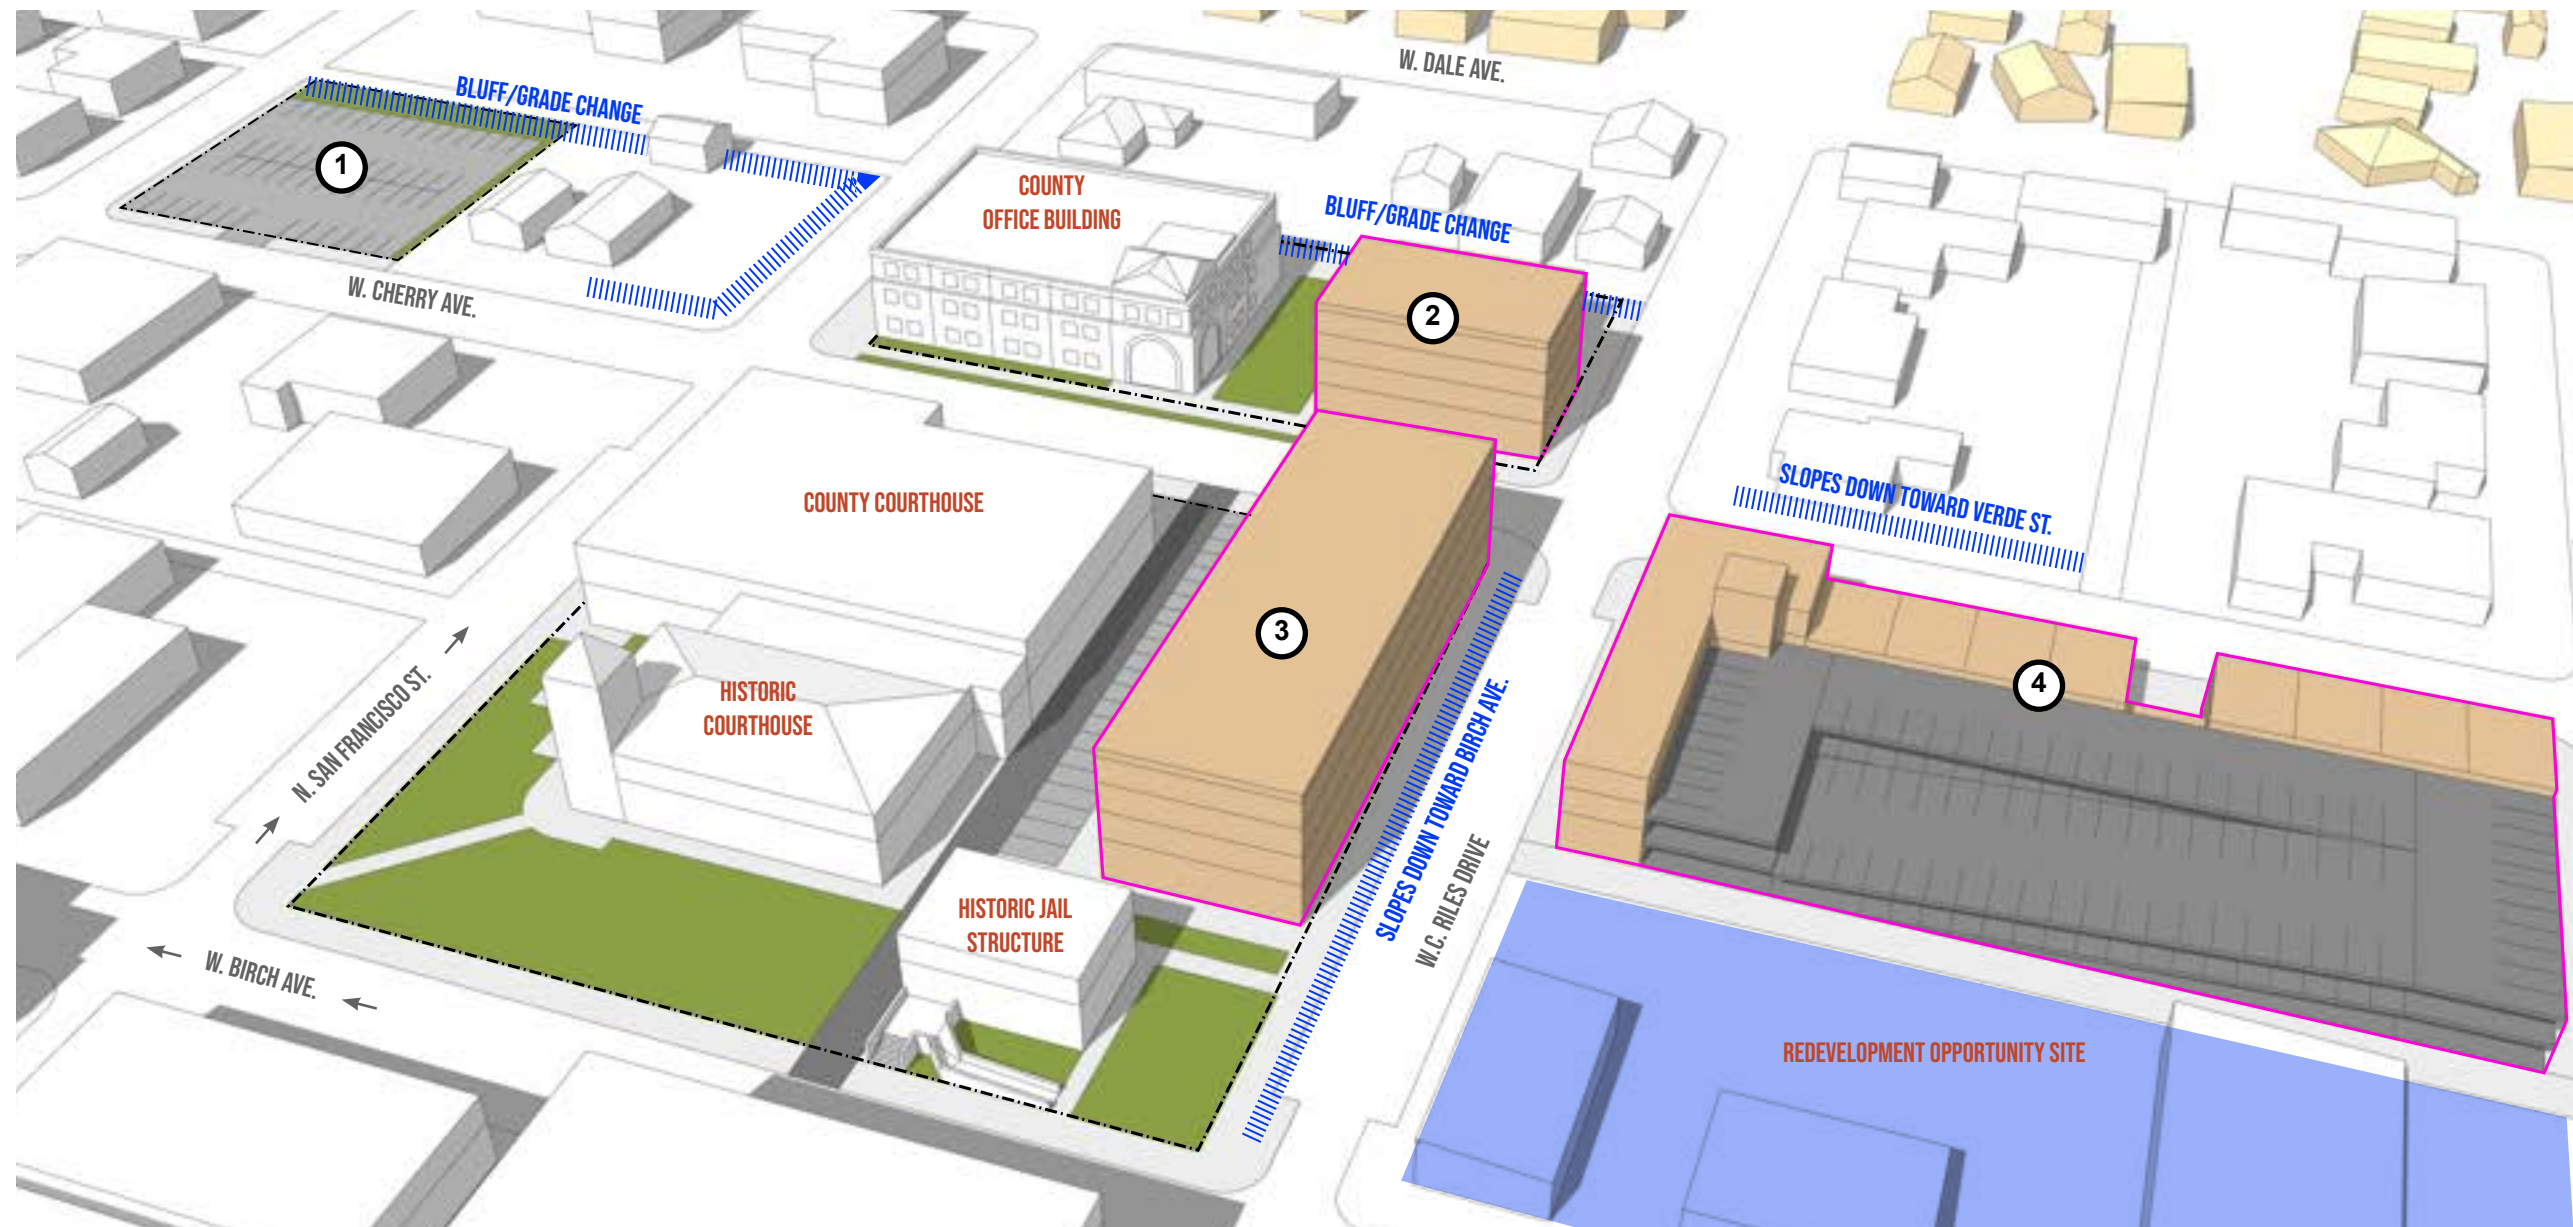 W. DALE AVE.
BLUFF/GRADE CHANGE
1
COUNTY
OFFICE BUILDING
BLUFF/GRADE CHANGE
2
W. CHERRY AVE.
COUNTY COURTHOUSE
SLOPES DOWN TOWARD VERDE ST.
3
4
HISTORIC
COURTHOUSE
N. SAN FRANCISCO ST.
SLOPES DOWN TOWARD BIRCH AVE.
W.C. RILES DRIVE
HISTORIC JAIL
STRUCTURE
W. BIRCH AVE.
REDEVELOPMENT OPPORTUNITY SITE